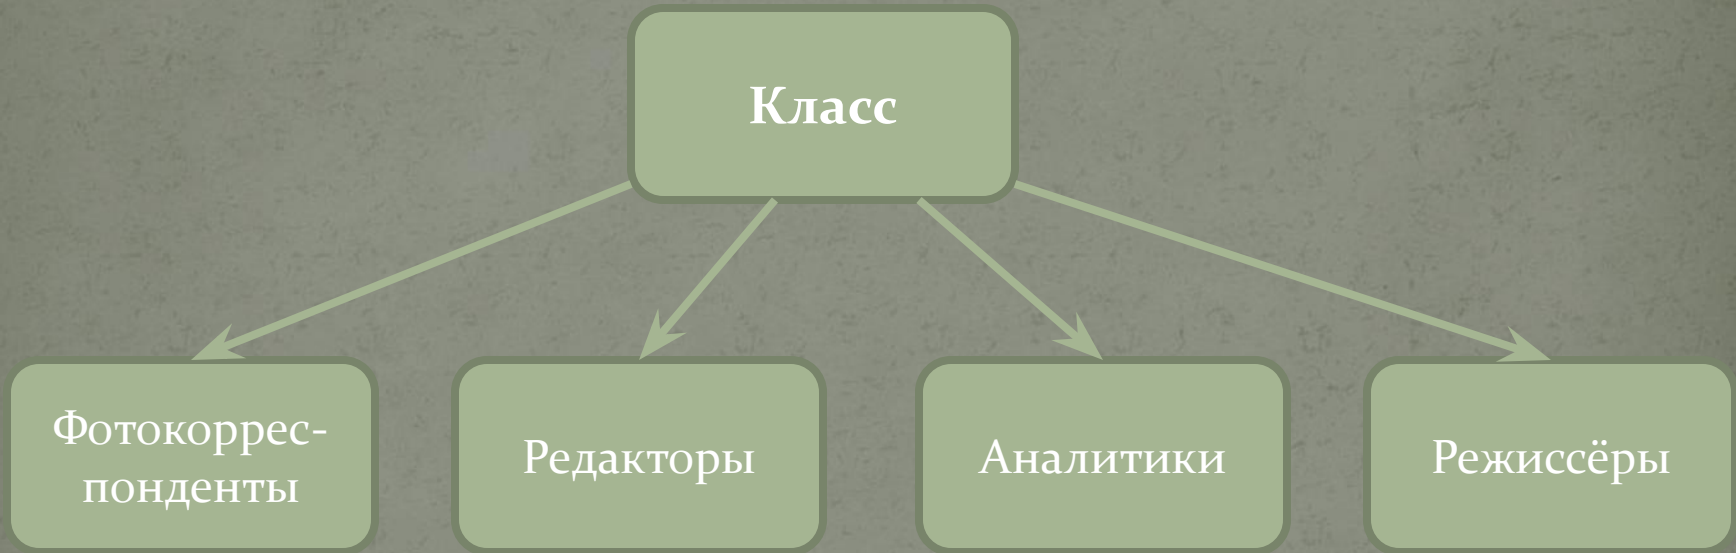 Класс
Фотокоррес-
понденты
Редакторы
Аналитики
Режиссёры